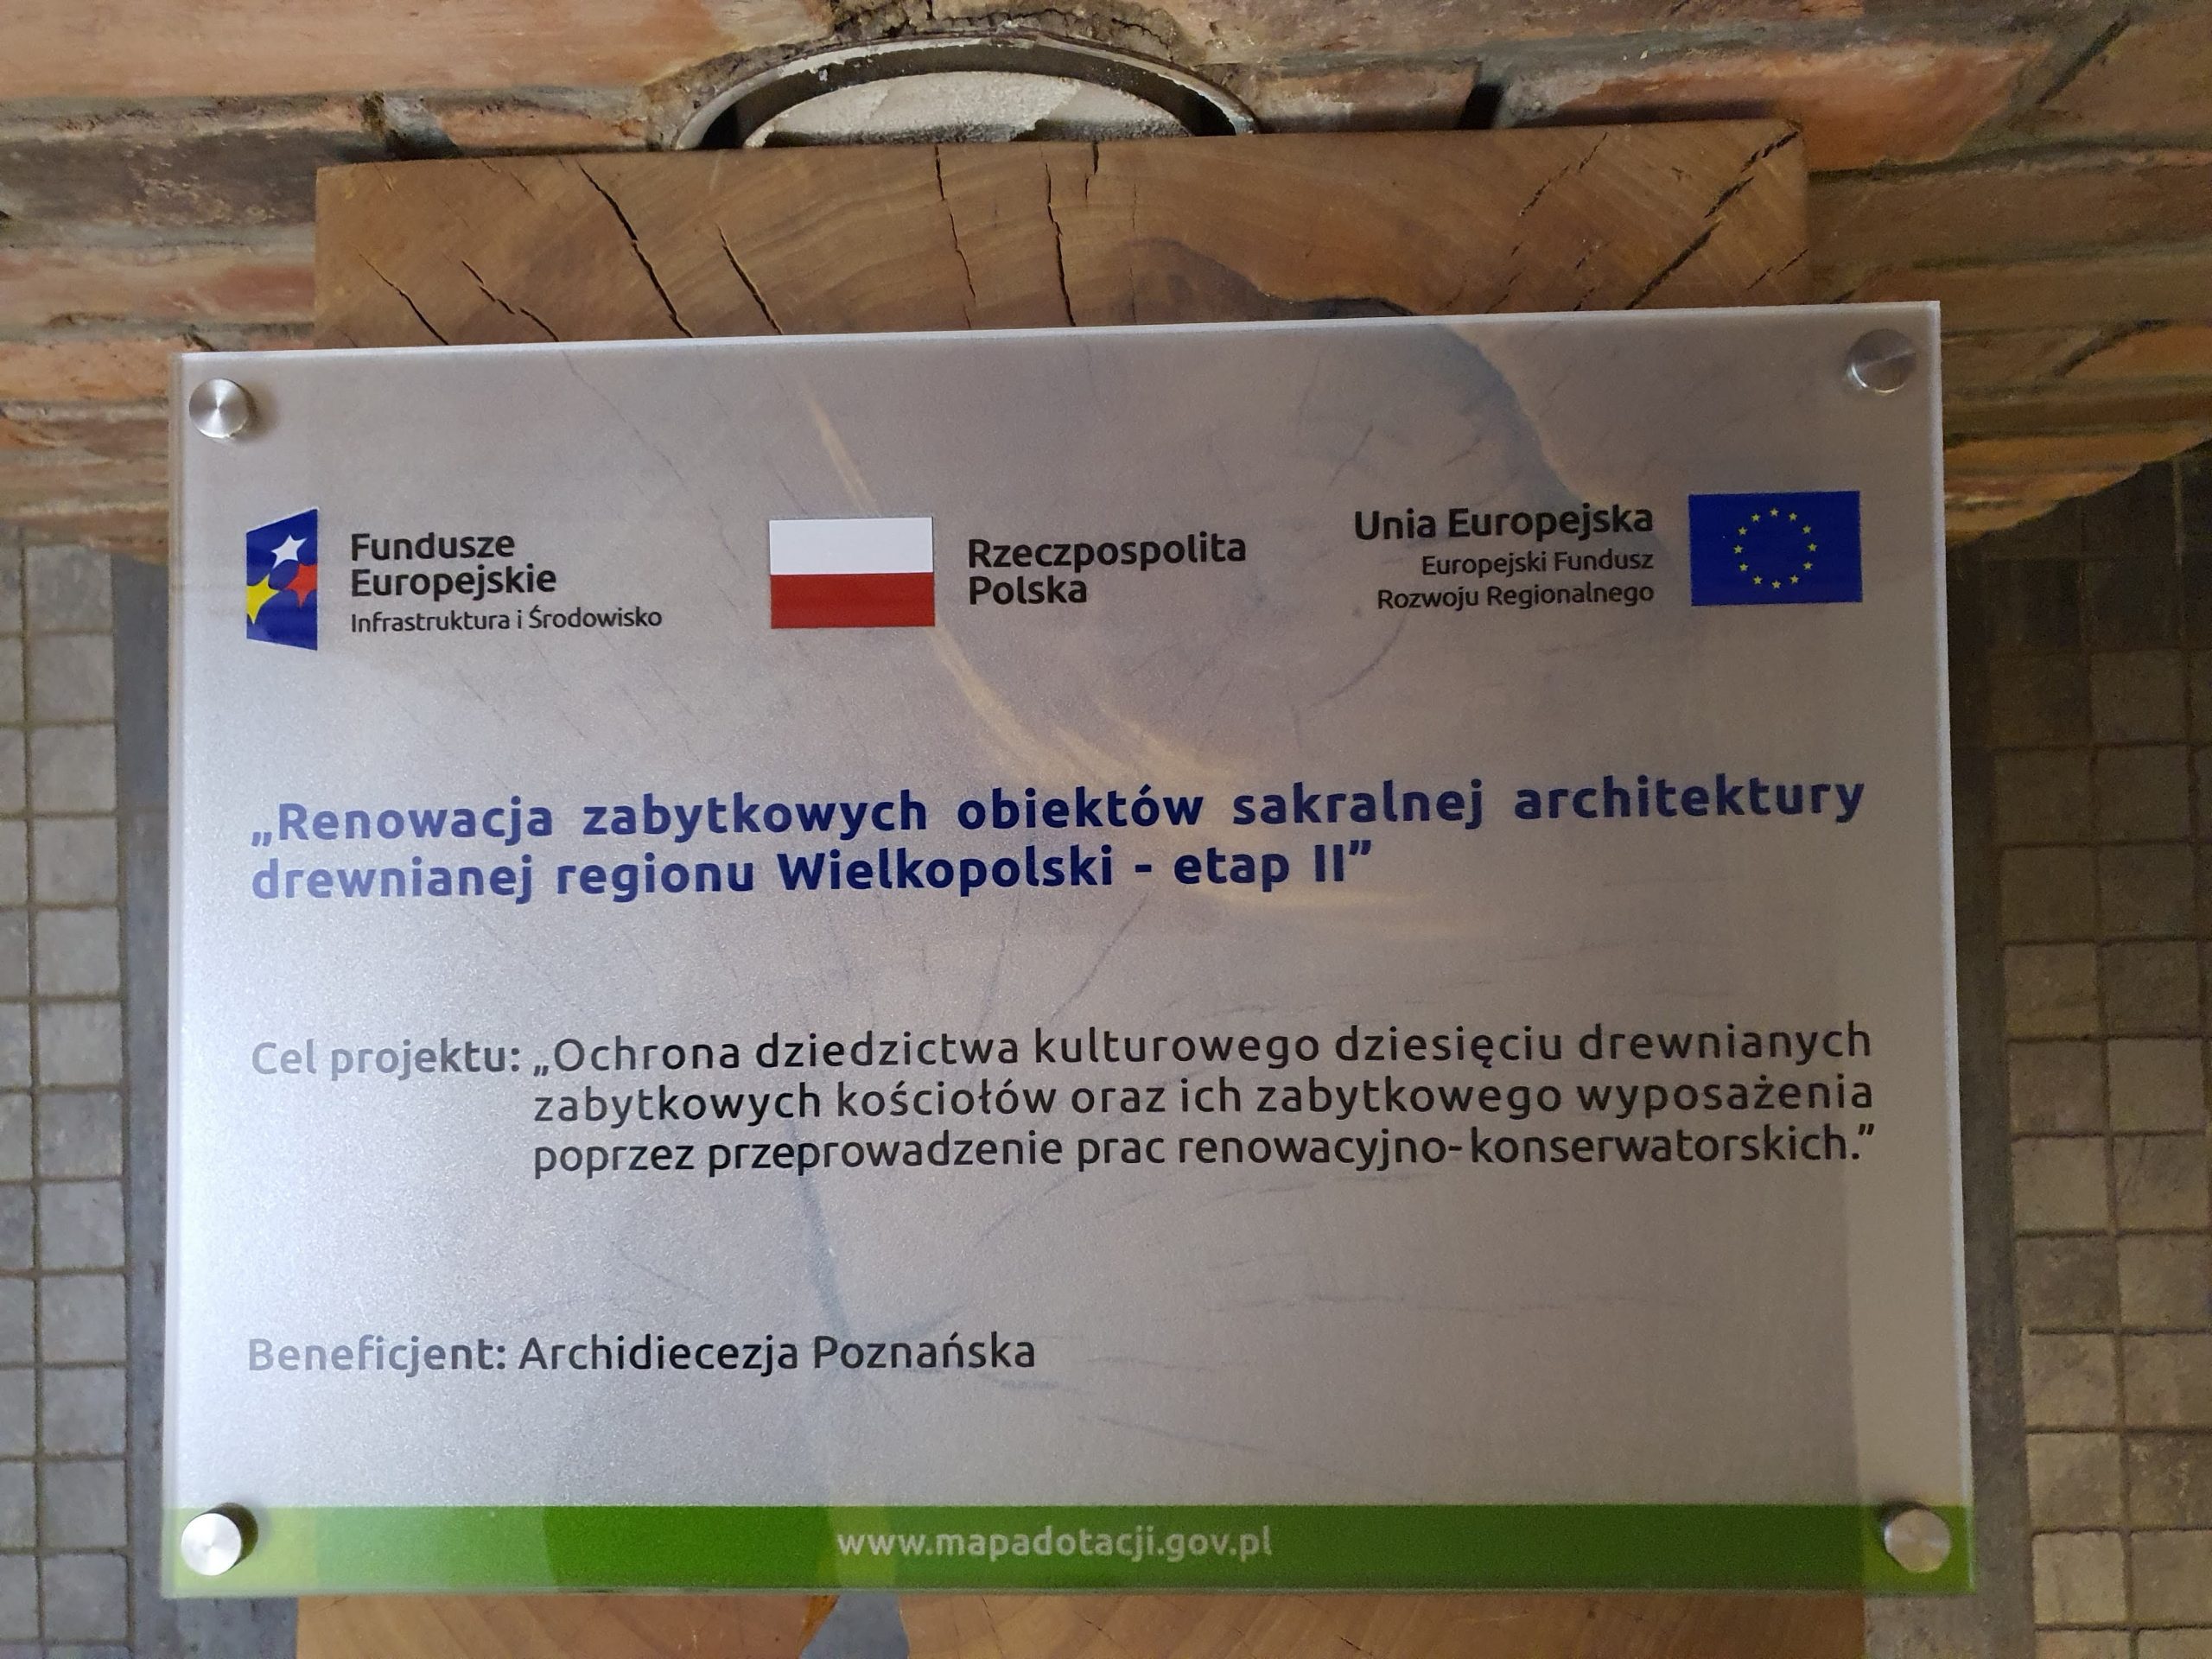 Fundusze
Europejskie
Infrastruktura i Środowisko
Rzeczpospolita
Polska
Unia Europejska
Europejski Fundusz
Rozwoju Regionalnego
„Renowacja zabytkowych obiektów sakralnej architektury
drewnianej regionu Wielkopolski - etap II”
Cel projektu: „Ochrona dziedzictwa kulturowego dziesięciu drewnianych
zabytkowych kościołów oraz ich zabytkowego wyposażenia
poprzez przeprowadzenie prac renowacyjno-konserwatorskich.”
Beneficjent: Archidiecezja Poznańska
www.mapadotacji.gov.pl